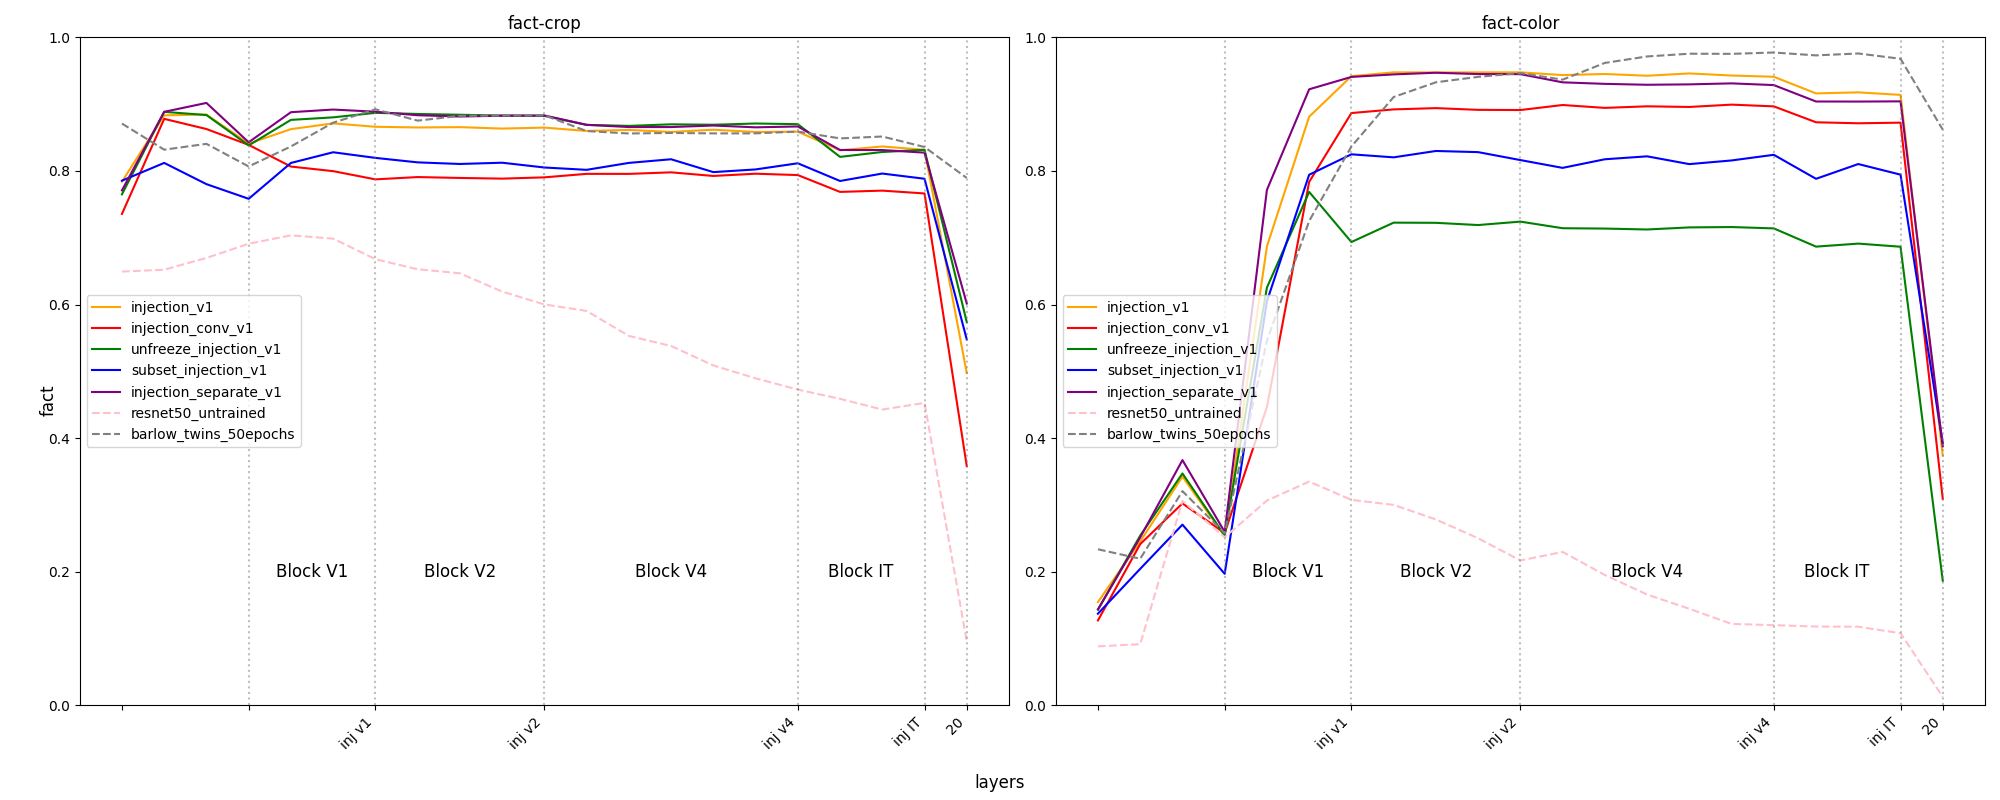 fact-crop
fact
1.0
0.8
0.6
0.4
0.2
0.0
injection_v1
injection_conv_v1
unfreeze_injection_v1
subset_injection_v1
injection_separate_v1
resnet50_untrained
barlow_twins_50epochs
Block V1 Block V2 Block V4 Block IT
inj v1 inj v2 inj v4 inj IT 20
fact-color
1.0
0.8
0.6
0.4
0.2
0.0
injection_v1
injection_conv_v1
unfreeze_injection_v1
subset_injection_v1
injection_separate_v1
resnet50_untrained
barlow_twins_50epochs
Block V1 Block V2 Block V4 Block IT
inj v1 inj v2 inj v4 inj IT 20
layers